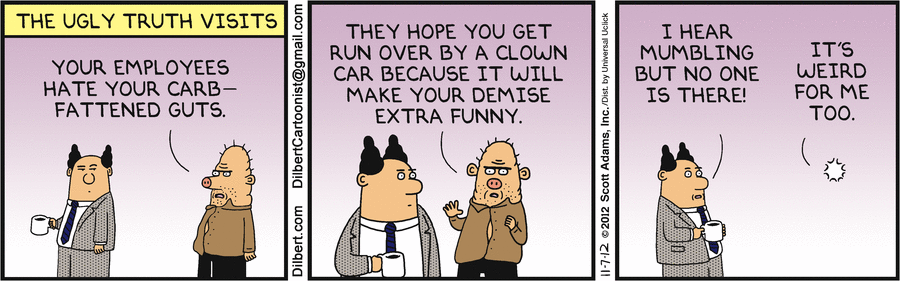 THE UGLY TRUTH VISITS
YOUR EMPLOYEES
HATE YOUR CARB—
FATTENED GUTS.
DilbertCartoonist@gmail.com
Dilbert.com
THEY HOPE YOU GET
RUN OVER BY A CLOWN
CAR BECAUSE IT WILL
MAKE YOUR DEMISE
EXTRA FUNNY.
11-7-12 ©2012 Scott Adams, Inc./Dist. by Universal Uclick
I HEAR
MUMBLING
BUT NO ONE
IS THERE!
IT'S
WEIRD
FOR ME
TOO.